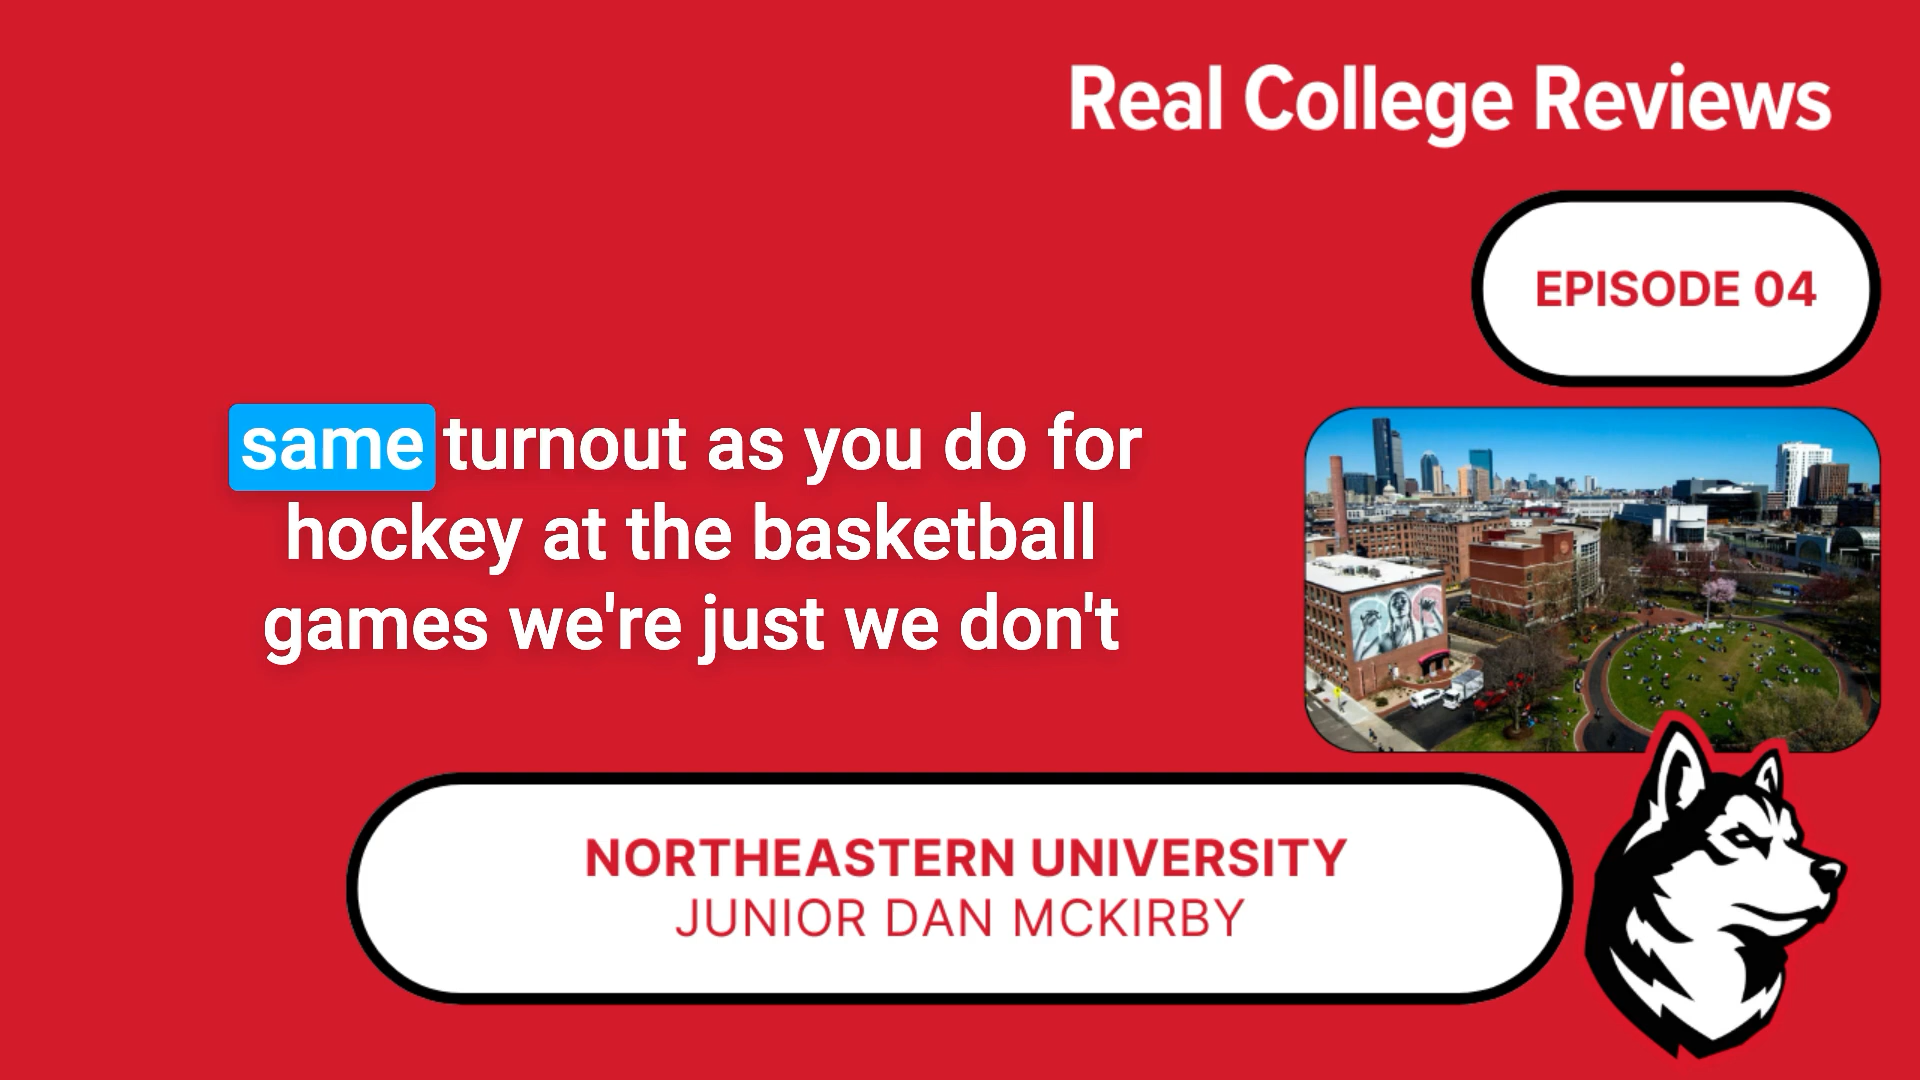 Real College Reviews
EPISODE 04
same turnout as you do for
hockey at the basketball
games we're just we don't
NORTHEASTERN UNIVERSITY
JUNIOR DAN MCKIRBY